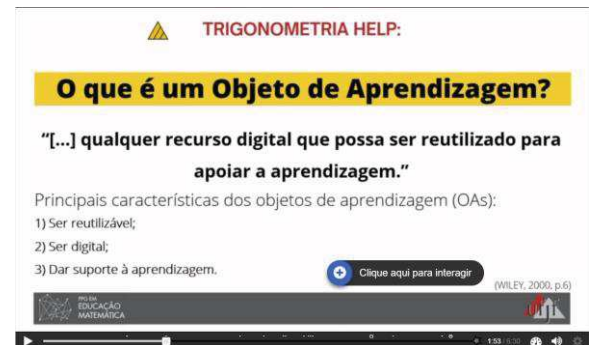 TRIGONOMETRIA HELP:
O que é um Objeto de Aprendizagem?
“[...] qualquer recurso digital que possa ser reutilizado para
apoiar a aprendizagem.”
Principais características dos objetos de aprendizagem (OAs):
1) Ser reutilizável;
2) Ser digital;
3) Dar suporte à aprendizagem.
Clique aqui para interagir
(WILEY, 2000, p.6)
PPG EM
EDUCAÇÃO
MATEMÁTICA
1:53